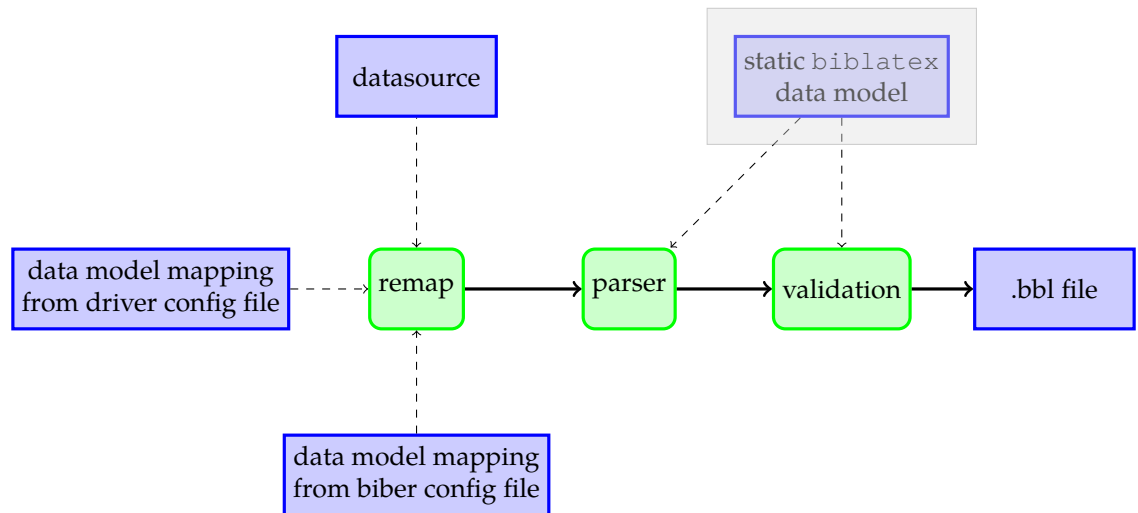 datasource
static biblatex
data model
data model mapping
from driver config file
remap
parser
validation
.bbl file
data model mapping
from biber config file